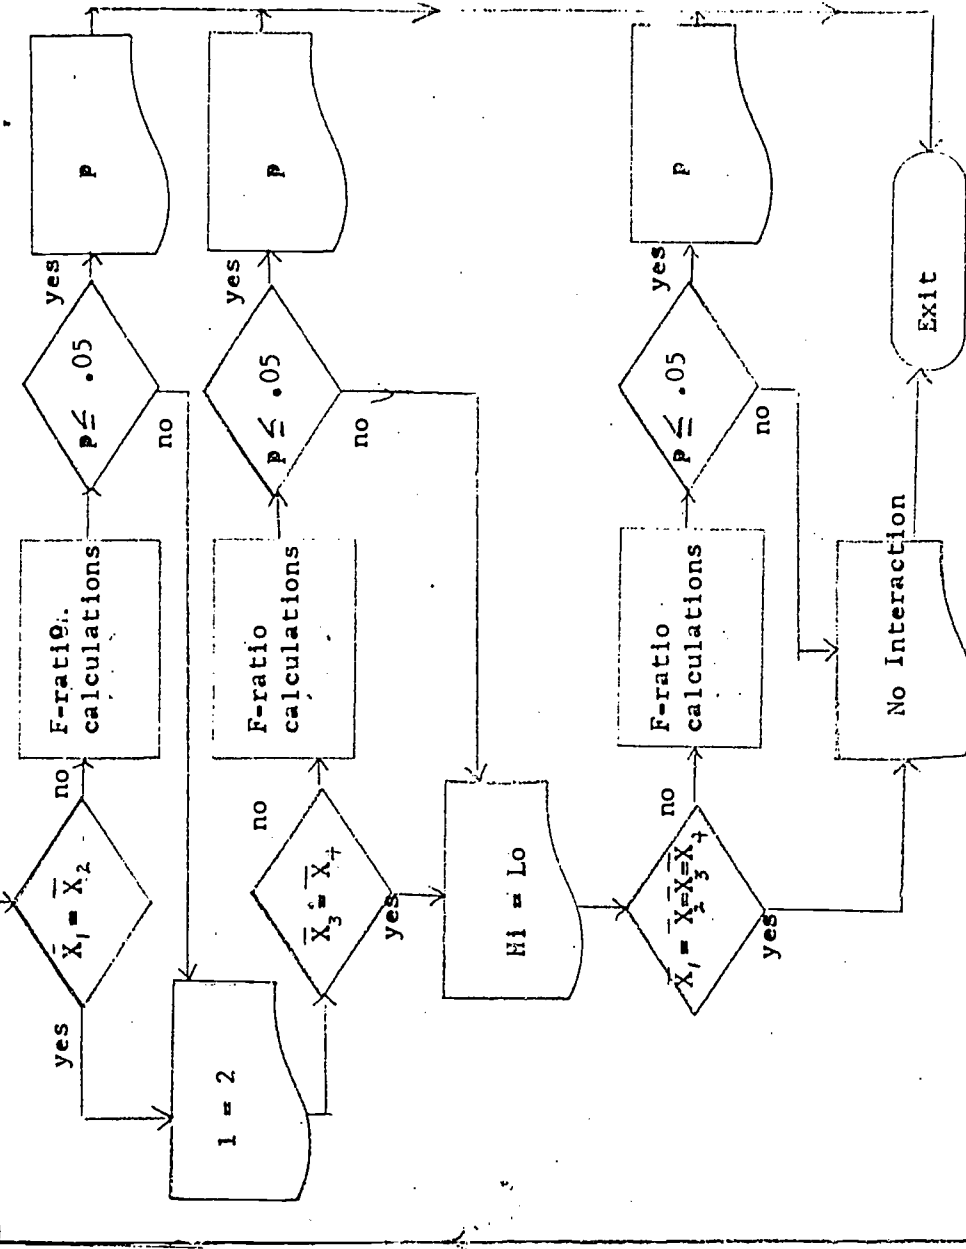 X̄₁ = X̄₂
yes
no
F-ratio
calculations
p ≤ .05
yes
no
p
1 = 2
X̄₃ = X̄₄
no
yes
F-ratio
calculations
p ≤ .05
yes
no
p
Hi = Lo
X̄₁ = X̄₂=X̄₃=X̄₄
no
yes
F-ratio
calculations
p ≤ .05
yes
no
p
No Interaction
Exit